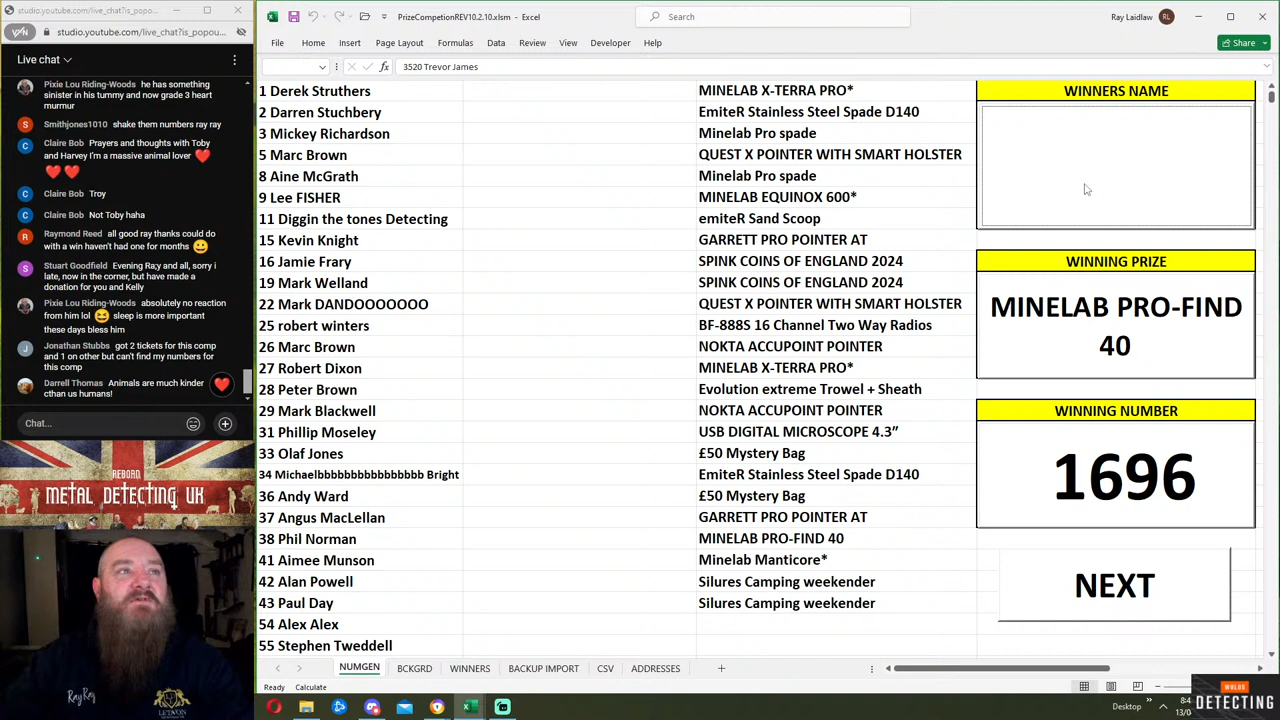 studio.youtube.com/live_chat?is_popo...
studio.youtube.com/live_chat?is_popou...
Live chat
Pixie Lou Riding-Woods he has something
sinister in his tummy and now grade 3 heart
murmur
Smithjones1010 shake them numbers ray ray
Claire Bob Prayers and thoughts with Toby
and Harvey I'm a massive animal lover
Claire Bob Troy
Claire Bob Not Toby haha
Raymond Reed all good ray thanks could do
with a win haven't had one for months
Stuart Goodfield Evening Ra;y and all, sorry i
late, now in the corner, but have made a
donation for you and Kelly
Pixie Lou Riding-Woods absolutely no reaction
from him lol sleep is more important
these days bless him
Jonathan Stubbs got 2 tickets for this comp
and 1 on other but can't find my numbers for
this comp
Darrell Thomas Animals are much kinder
cthan us humans!
Chat...
REBORN
METAL DETECTING UK
RayRay
PrizeCompetionREV10.2.10.xlsm - Excel
Search
Ray Laidlaw RL
File Home Insert Page Layout Formulas Data Review View Developer Help
Share
fx 3520 Trevor James
1 Derek Struthers MINELAB X-TERRA PRO*
2 Darren Stuchbery EmiteR Stainless Steel Spade D140
3 Mickey Richardson Minelab Pro spade
5 Marc Brown QUEST X POINTER WITH SMART HOLSTER
8 Aine McGrath Minelab Pro spade
9 Lee FISHER MINELAB EQUINOX 600*
11 Diggin the tones Detecting emiteR Sand Scoop
15 Kevin Knight GARRETT PRO POINTER AT
16 Jamie Frary SPINK COINS OF ENGLAND 2024
19 Mark Welland SPINK COINS OF ENGLAND 2024
22 Mark DANDOOOOOOO QUEST X POINTER WITH SMART HOLSTER
25 robert winters BF-888S 16 Channel Two Way Radios
26 Marc Brown NOKTA ACCUPOINT POINTER
27 Robert Dixon MINELAB X-TERRA PRO*
28 Peter Brown Evolution extreme Trowel + Sheath
29 Mark Blackwell NOKTA ACCUPOINT POINTER
31 Phillip Moseley USB DIGITAL MICROSCOPE 4.3”
33 Olaf Jones £50 Mystery Bag
34 Michaelbbbbbbbbbbbbbbbb Bright EmiteR Stainless Steel Spade D140
36 Andy Ward £50 Mystery Bag
37 Angus MacLellan GARRETT PRO POINTER AT
38 Phil Norman MINELAB PRO-FIND 40
41 Aimee Munson Minelab Manticore*
42 Alan Powell Silures Camping weekender
43 Paul Day Silures Camping weekender
54 Alex Alex
55 Stephen Tweddell
WINNERS NAME
WINNING PRIZE
MINELAB PRO-FIND
40
WINNING NUMBER
1696
NEXT
NUMGEN BCKGRD WINNERS BACKUP IMPORT CSV ADDRESSES
Ready Calculate
Desktop
DETECTING